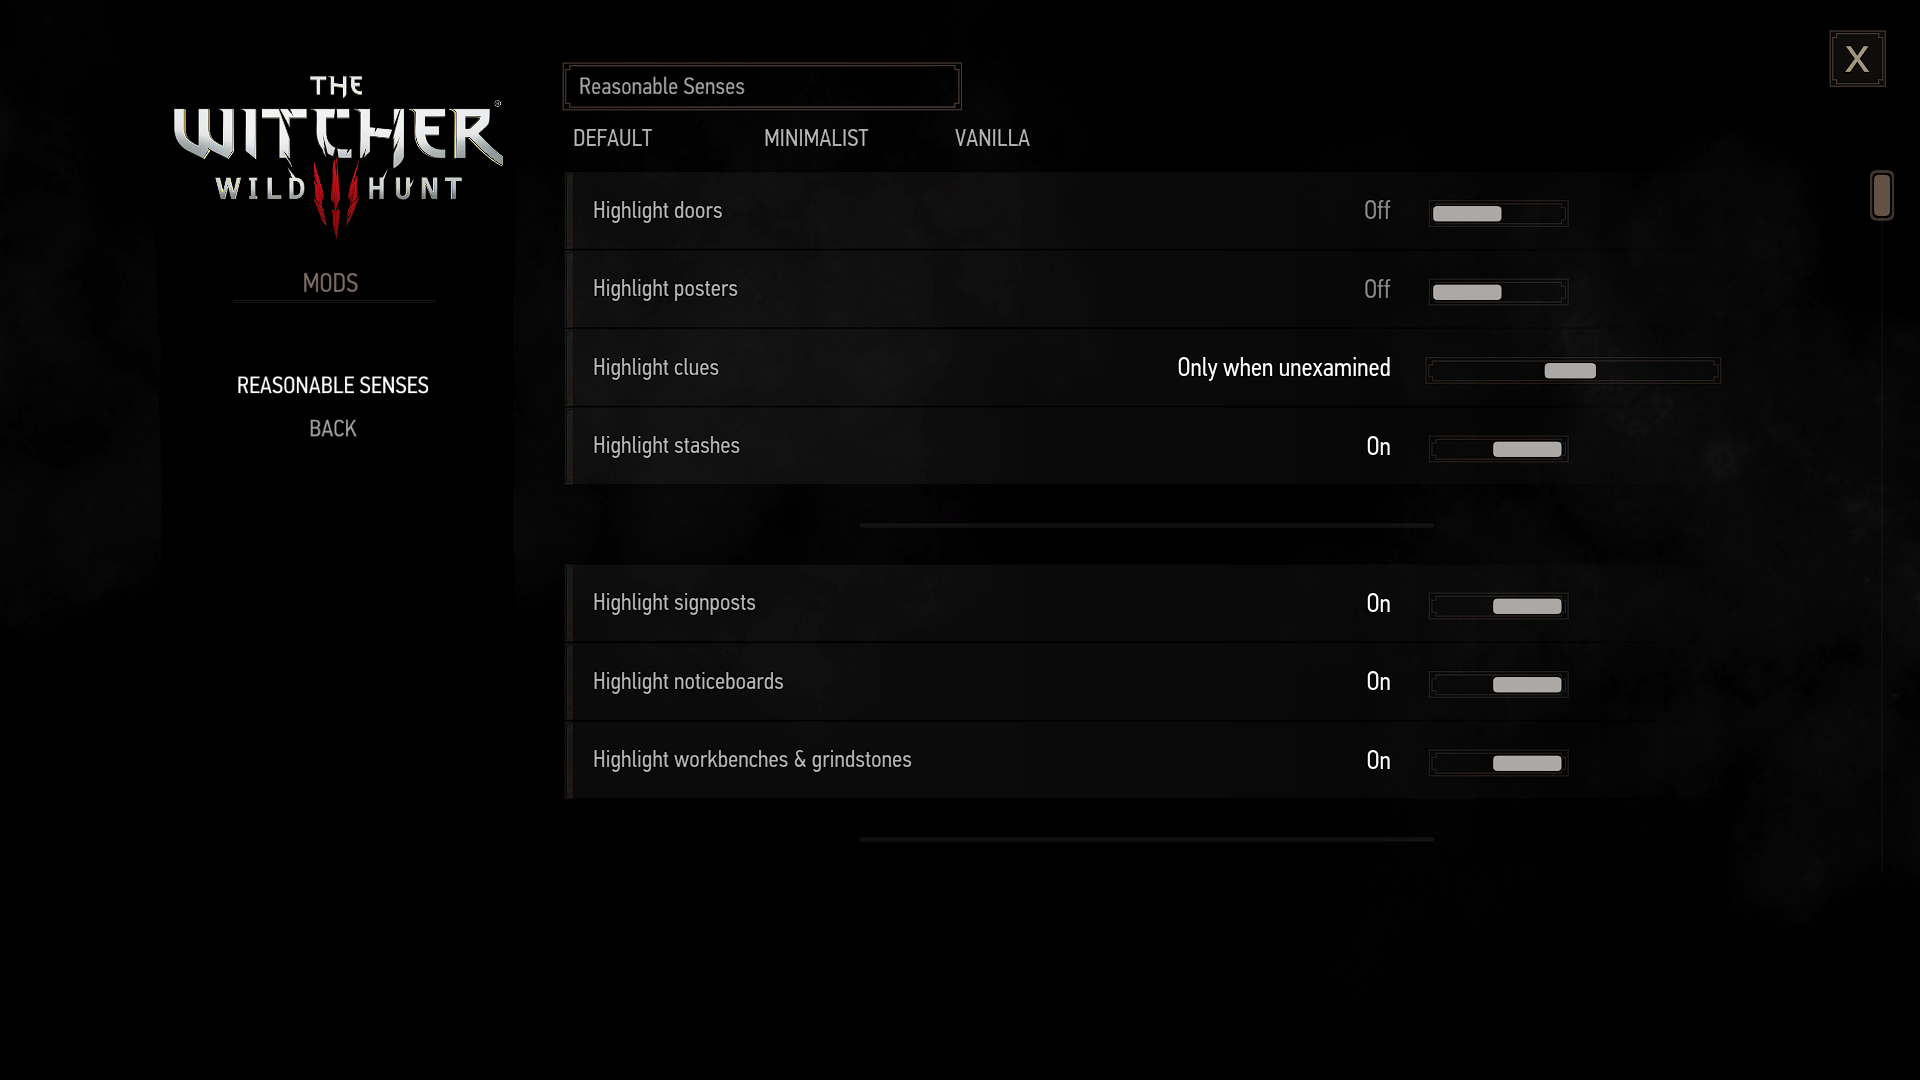 THE
WITCHER®
WILD HUNT
MODS
REASONABLE SENSES
BACK
Reasonable Senses
DEFAULT MINIMALIST VANILLA
X
Highlight doors Off
Highlight posters Off
Highlight clues Only when unexamined
Highlight stashes On
Highlight signposts On
Highlight noticeboards On
Highlight workbenches & grindstones On